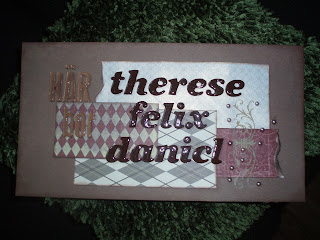 HÄR
BOR
therese
felix
daniel